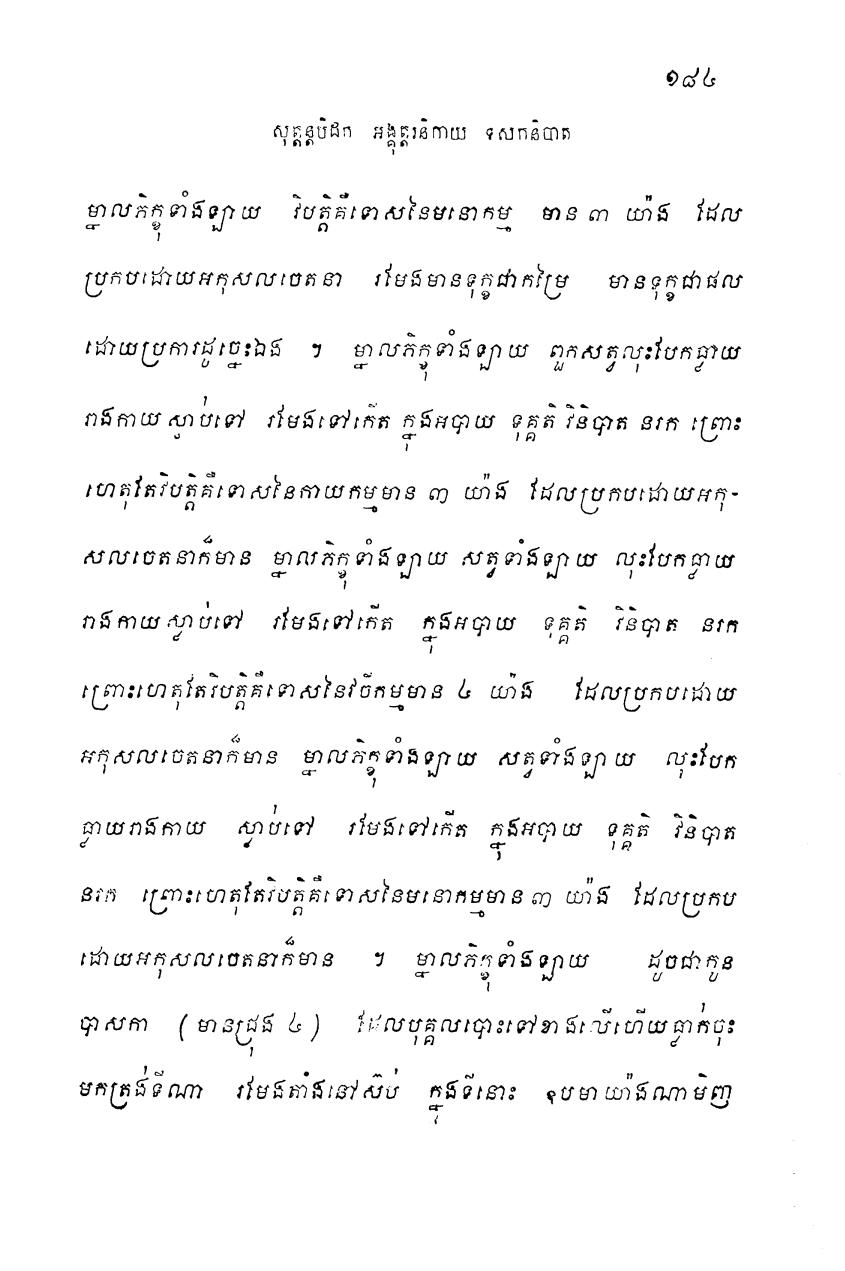 ១៨៤
សុត្តន្តបិដក អង្គុត្តរនិកាយ ទសកនិបាត
ម្នាលភិក្ខុទាំងឡាយ វិបត្តិគឺទោសនៃមនោកម្ម មាន ៣ យ៉ាង ដែល
ប្រកបដោយអកុសលចេតនា រមែងមានទុក្ខជាកម្រៃ មានទុក្ខជាផល
ដោយប្រការដូច្នេះឯង ។ ម្នាលភិក្ខុទាំងឡាយ ពួកសត្វលុះបែកធ្លាយ
រាងកាយស្លាប់ទៅ រមែងទៅកើត ក្នុងអបាយ ទុគ្គតិ វិនិបាត នរក ព្រោះ
ហេតុតែវិបត្តិគឺទោសនៃកាយកម្មមាន ៣ យ៉ាង ដែលប្រកបដោយអកុ-
សលចេតនាក៏មាន ម្នាលភិក្ខុទាំងឡាយ សត្វទាំងឡាយ លុះបែកធ្លាយ
រាងកាយស្លាប់ទៅ រមែងទៅកើត ក្នុងអបាយ ទុគ្គតិ វិនិបាត នរក
ព្រោះហេតុតែវិបត្តិគឺទោសនៃវចីកម្មមាន ៤ យ៉ាង ដែលប្រកបដោយ
អកុសលចេតនាក៏មាន ម្នាលភិក្ខុទាំងឡាយ សត្វទាំងឡាយ លុះបែក
ធ្លាយរាងកាយ ស្លាប់ទៅ រមែងទៅកើត ក្នុងអបាយ ទុគ្គតិ វិនិបាត
នរក ព្រោះហេតុតែវិបត្តិគឺទោសនៃមនោកម្មមាន ៣ យ៉ាង ដែលប្រកប
ដោយអកុសលចេតនាក៏មាន ។ ម្នាលភិក្ខុទាំងឡាយ ដូចជាកូន
បាសកា (មានជ្រុង ៤) ដែលបុគ្គលបោះទៅខាងលើហើយធ្លាក់ចុះ
មកត្រង់ទីណា រមែងតាំងនៅស៊ប់ ក្នុងទីនោះ ឧបមាយ៉ាងណាមិញ